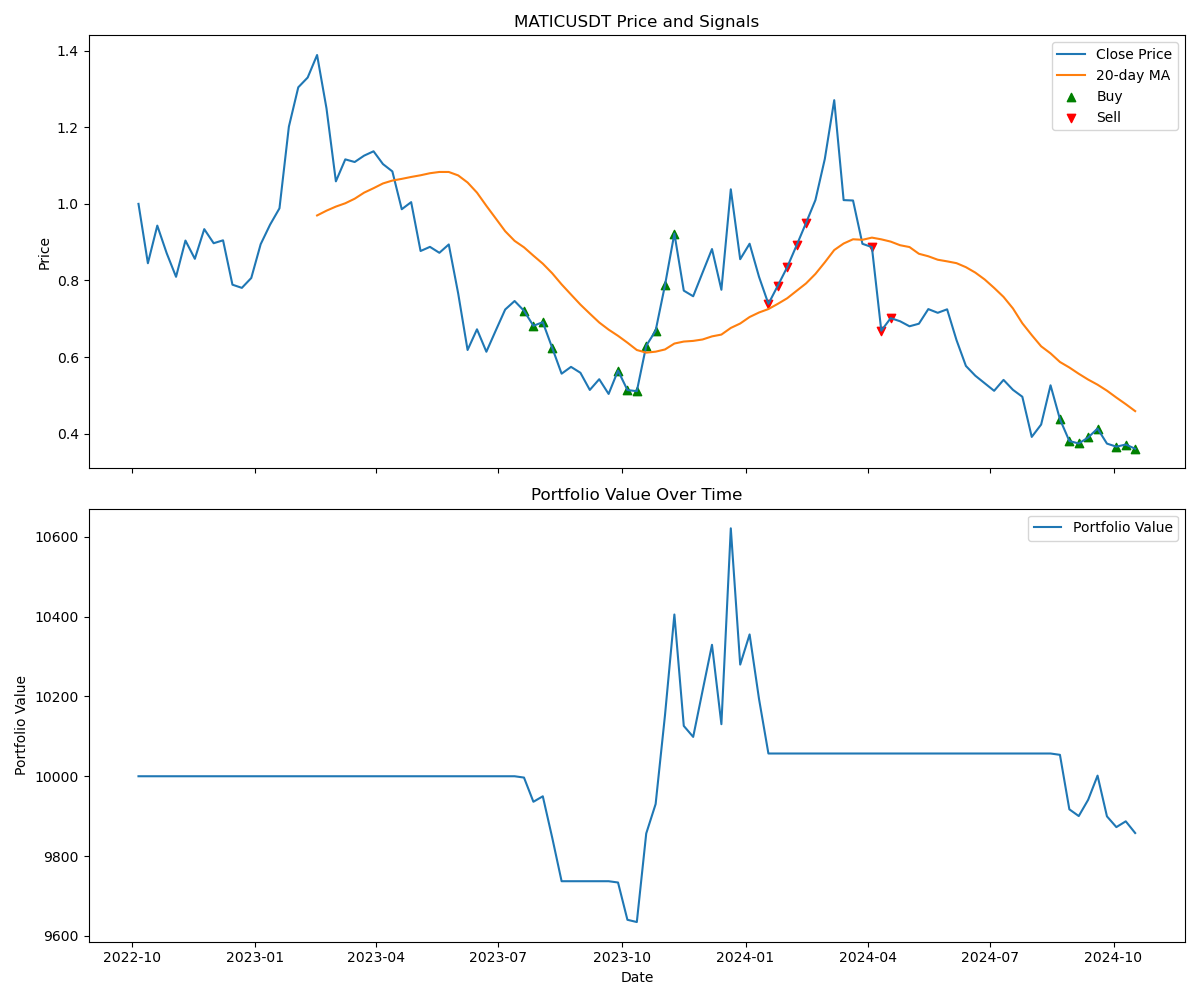 MATICUSDT Price and Signals
Price
1.4
1.2
1.0
0.8
0.6
0.4
Close Price
20-day MA
Buy
Sell
Portfolio Value Over Time
Portfolio Value
10600
10400
10200
10000
9800
9600
Portfolio Value
2022-10
2023-01
2023-04
2023-07
2023-10
2024-01
2024-04
2024-07
2024-10
Date